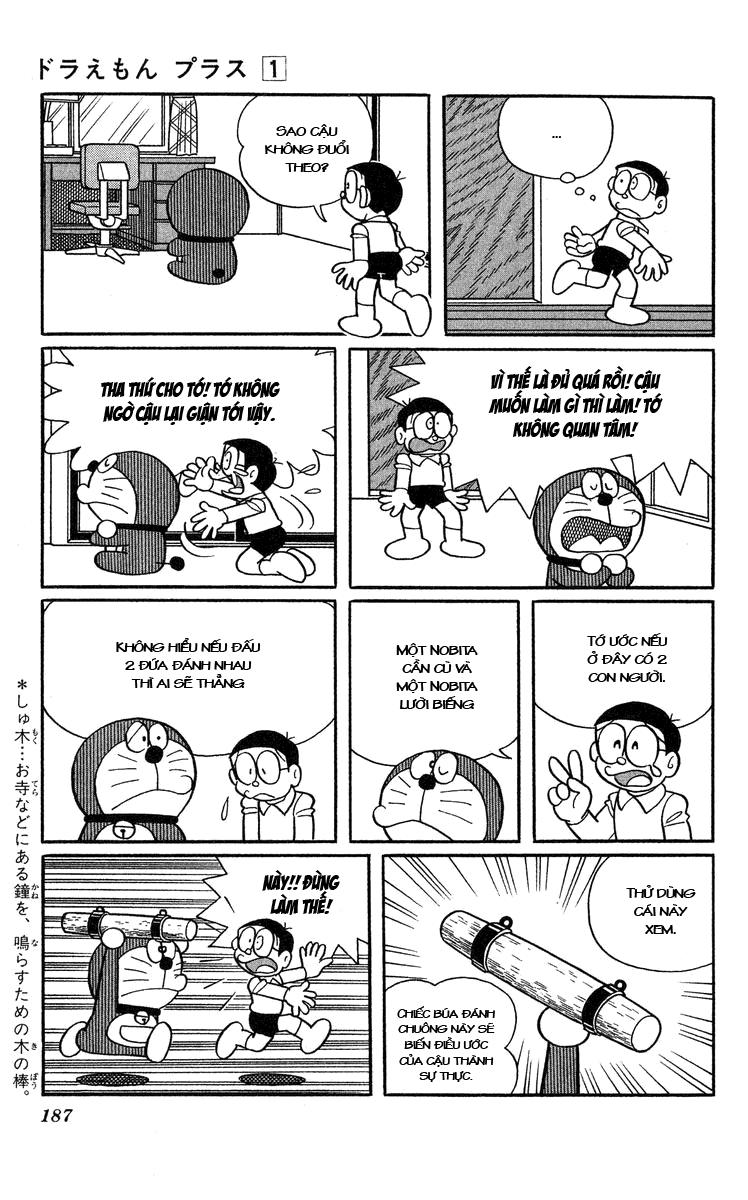 ドラえもん プラス 1
...
SAO CẬU
KHÔNG ĐUỔI
THEO?
VÌ THẾ LÀ ĐỦ QUÁ RỒI! CẬU
MUỐN LÀM GÌ THÌ LÀM! TỚ
KHÔNG QUAN TÂM!
THA THỨ CHO TỚ! TỚ KHÔNG
NGỜ CẬU LẠI GIẬN TỚI VẬY.
TỚ ƯỚC NẾU
Ở ĐÂY CÓ 2
CON NGƯỜI.
MỘT NOBITA
CẦN CÙ VÀ
MỘT NOBITA
LƯỜI BIẾNG
KHÔNG HIỂU NẾU ĐẤU
2 ĐỨA ĐÁNH NHAU
THÌ AI SẼ THẮNG
THỬ DÙNG
CÁI NÀY
XEM.
CHIẾC BÚA ĐÁNH
CHUÔNG NÀY SẼ
BIẾN ĐIỀU ƯỚC
CỦA CẬU THÀNH
SỰ THỰC.
NÀY!! ĐỪNG
LÀM THẾ!
*しゅ木…お寺などにある鐘を、鳴らすための木の棒。
187